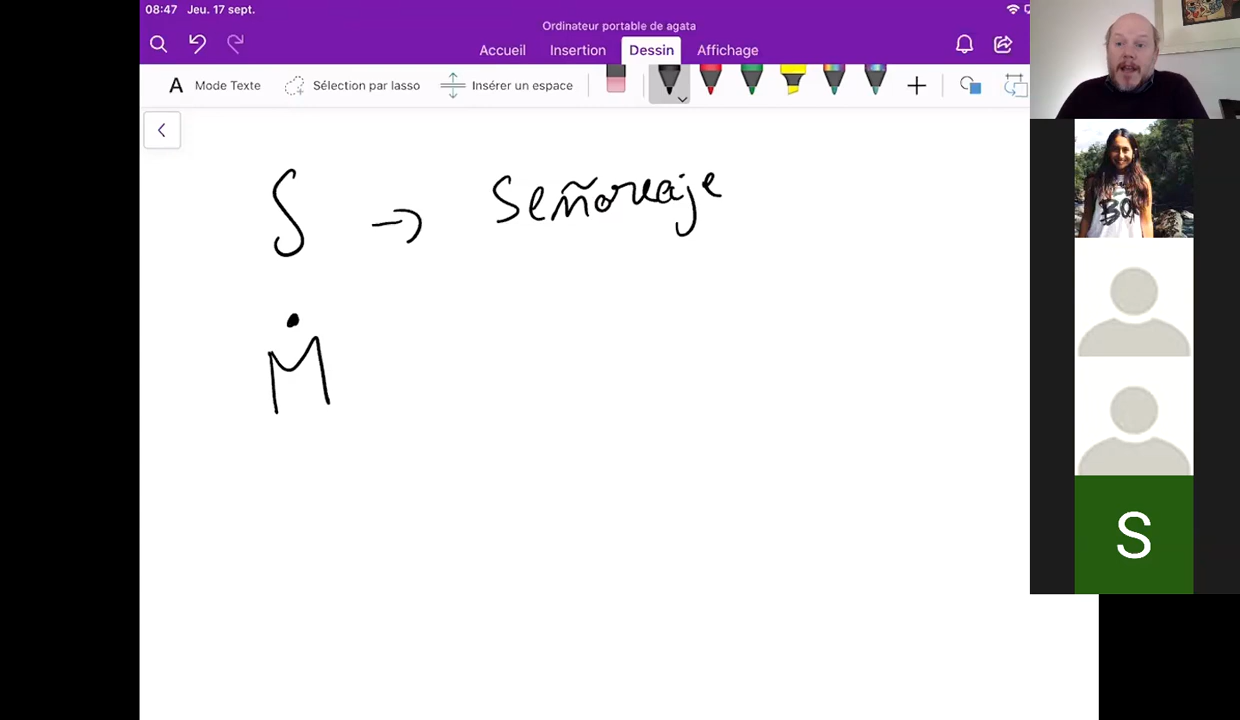 08:47 Jeu. 17 sept.
Ordinateur portable de agata
Accueil Insertion Dessin Affichage
A Mode Texte Sélection par lasso Insérer un espace
S → Señoreaje
Ṁ
S